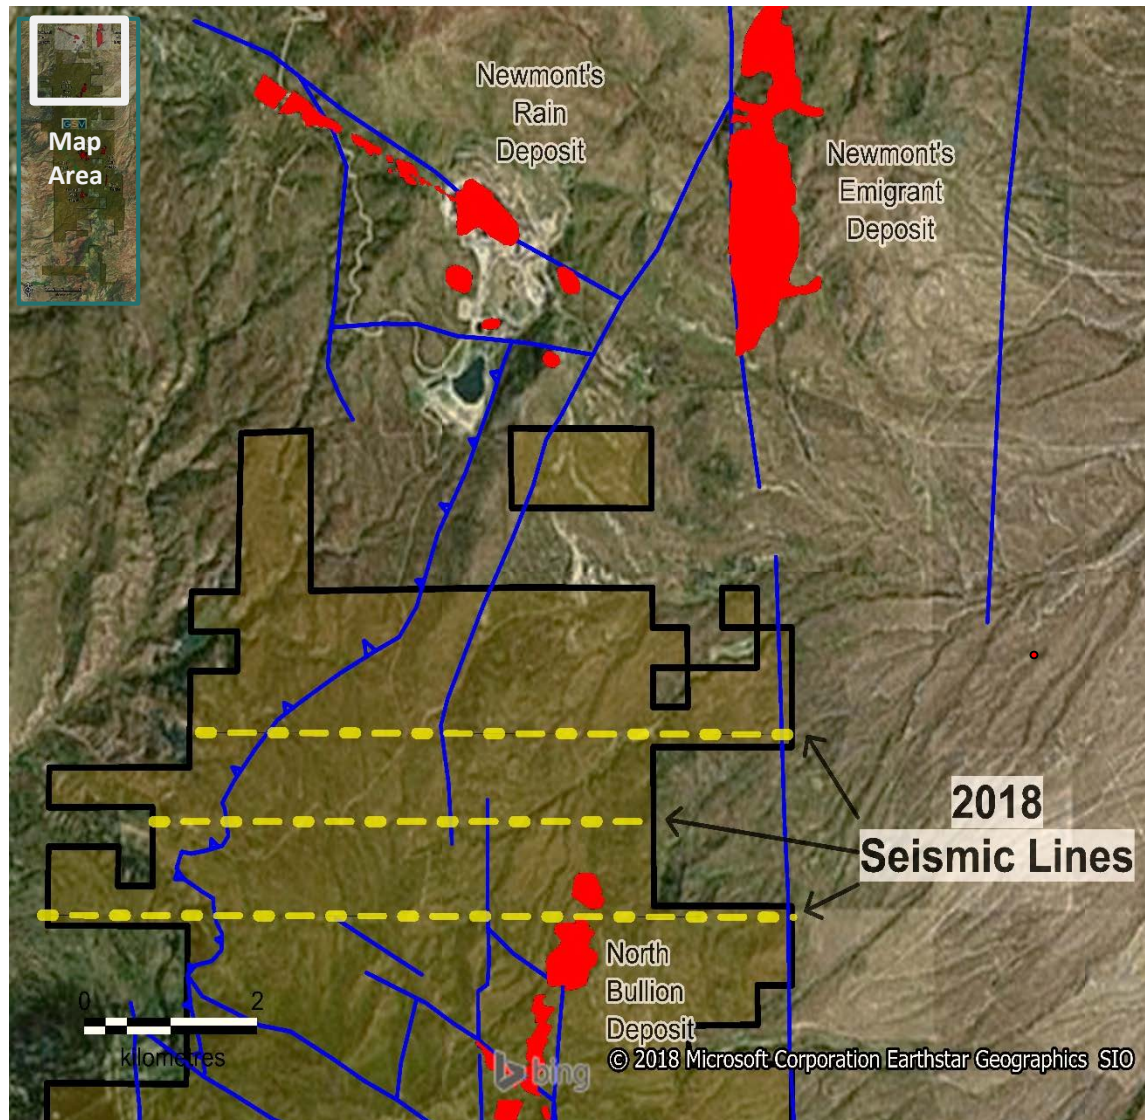 GSV
Map
Area
Newmont's
Rain
Deposit
Newmont's
Emigrant
Deposit
2018
Seismic Lines
North
Bullion
Deposit
0 2
kilometres
bing
© 2018 Microsoft Corporation Earthstar Geographics SIO